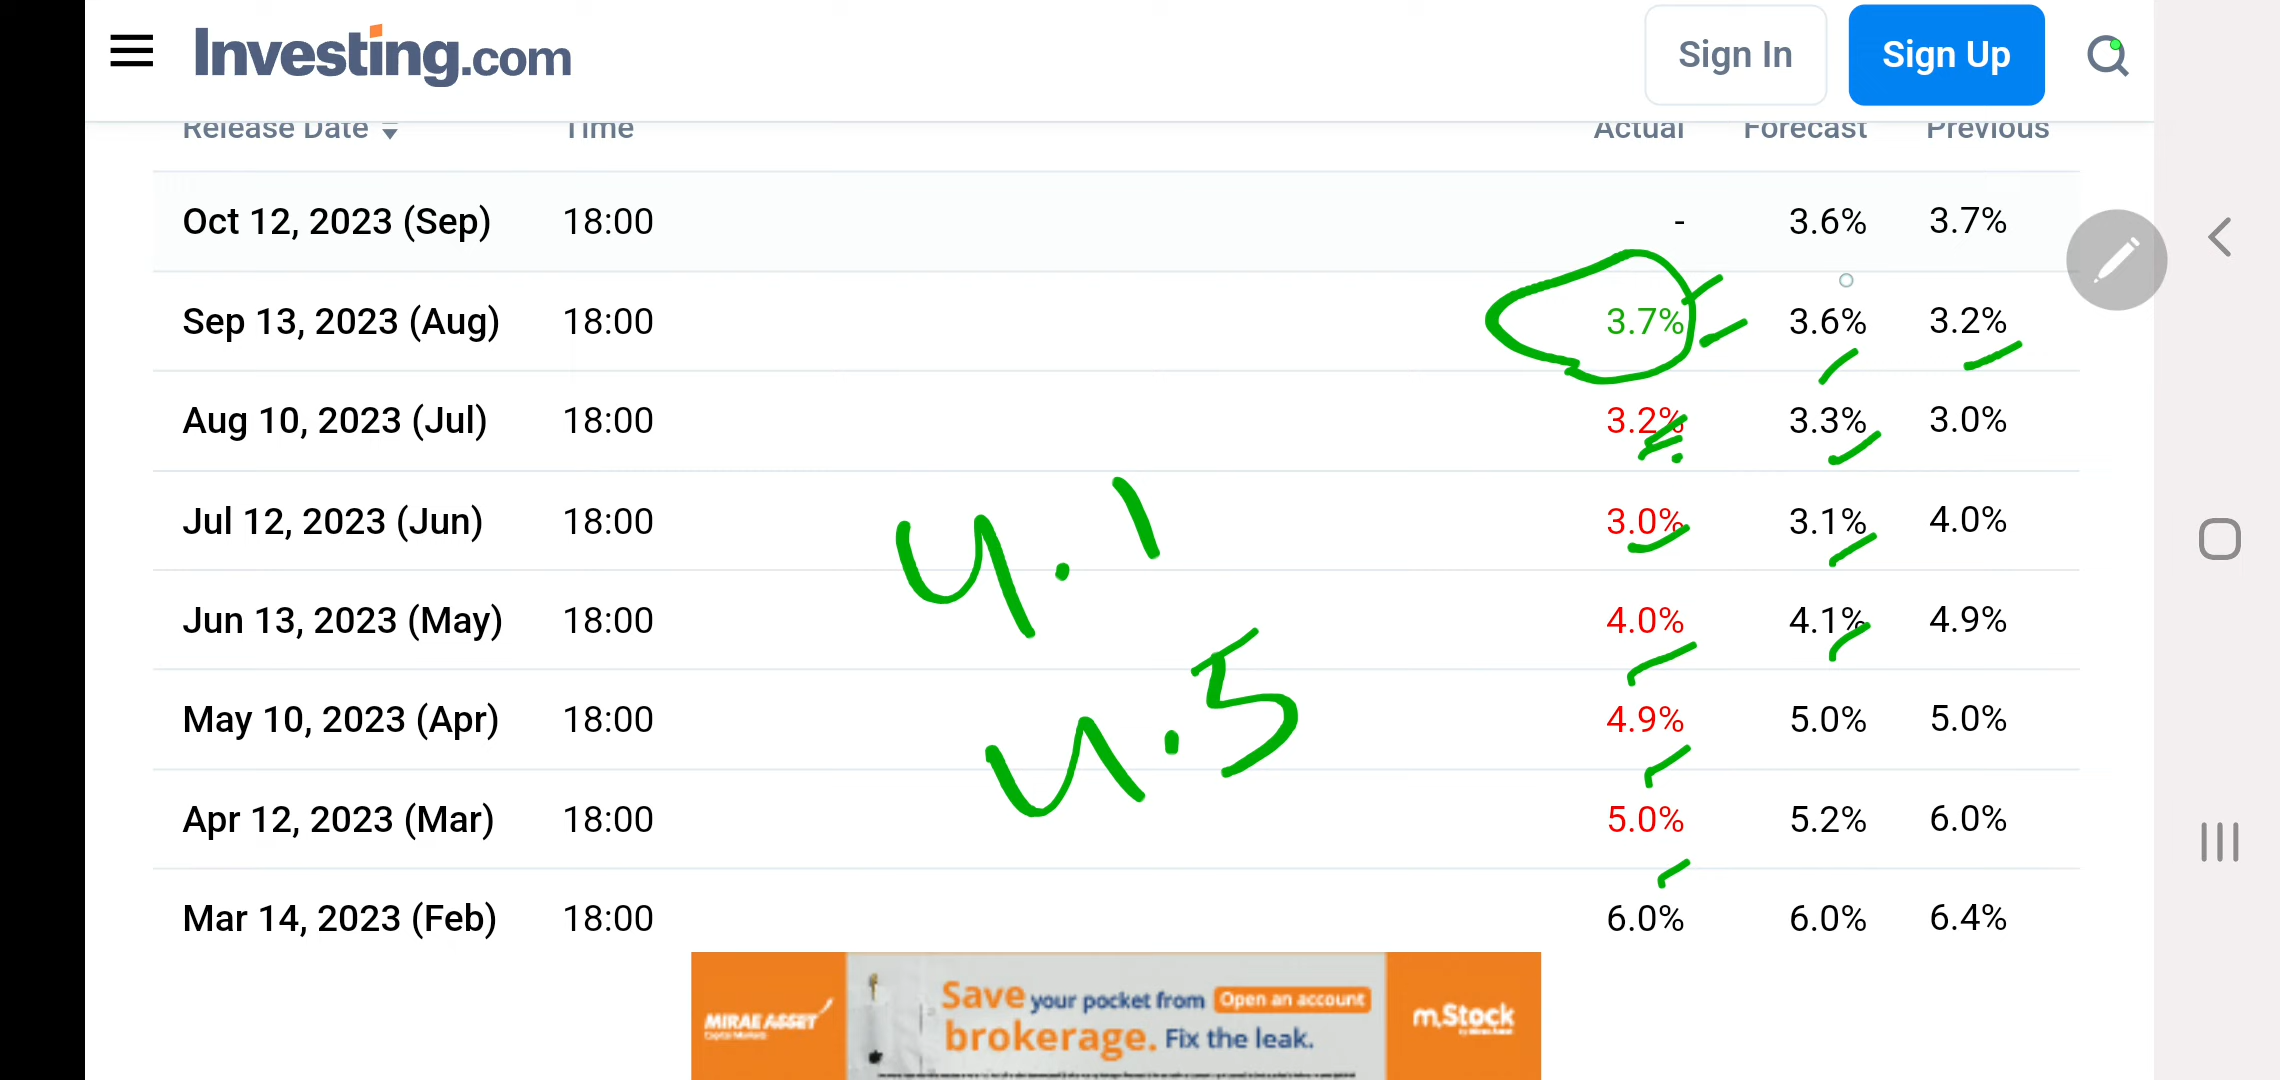 Investing.com Sign In Sign Up
Release Date Time Actual Forecast Previous
Oct 12, 2023 (Sep) 18:00 - 3.6% 3.7%
Sep 13, 2023 (Aug) 18:00 3.7% 3.6% 3.2%
Aug 10, 2023 (Jul) 18:00 3.2% 3.3% 3.0%
Jul 12, 2023 (Jun) 18:00 3.0% 3.1% 4.0%
4.1
Jun 13, 2023 (May) 18:00 4.0% 4.1% 4.9%
May 10, 2023 (Apr) 18:00 4.9% 5.0% 5.0%
4.5
Apr 12, 2023 (Mar) 18:00 5.0% 5.2% 6.0%
Mar 14, 2023 (Feb) 18:00 6.0% 6.0% 6.4%
MIRAE ASSET
Capital Markets
Save your pocket from Open an account
brokerage. Fix the leak.
m.Stock